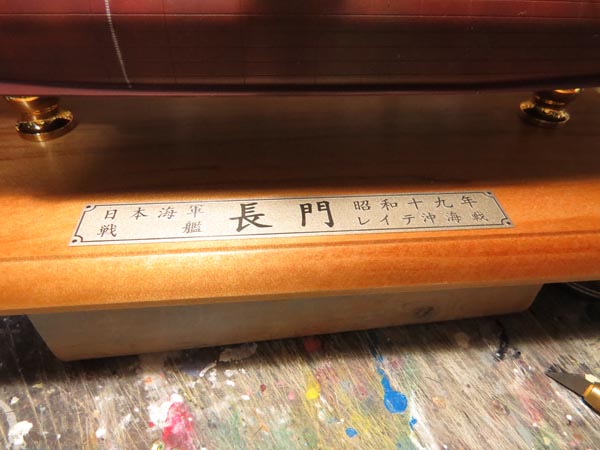 日本海軍
戦艦
長門
昭和十九年
レイテ沖海戦